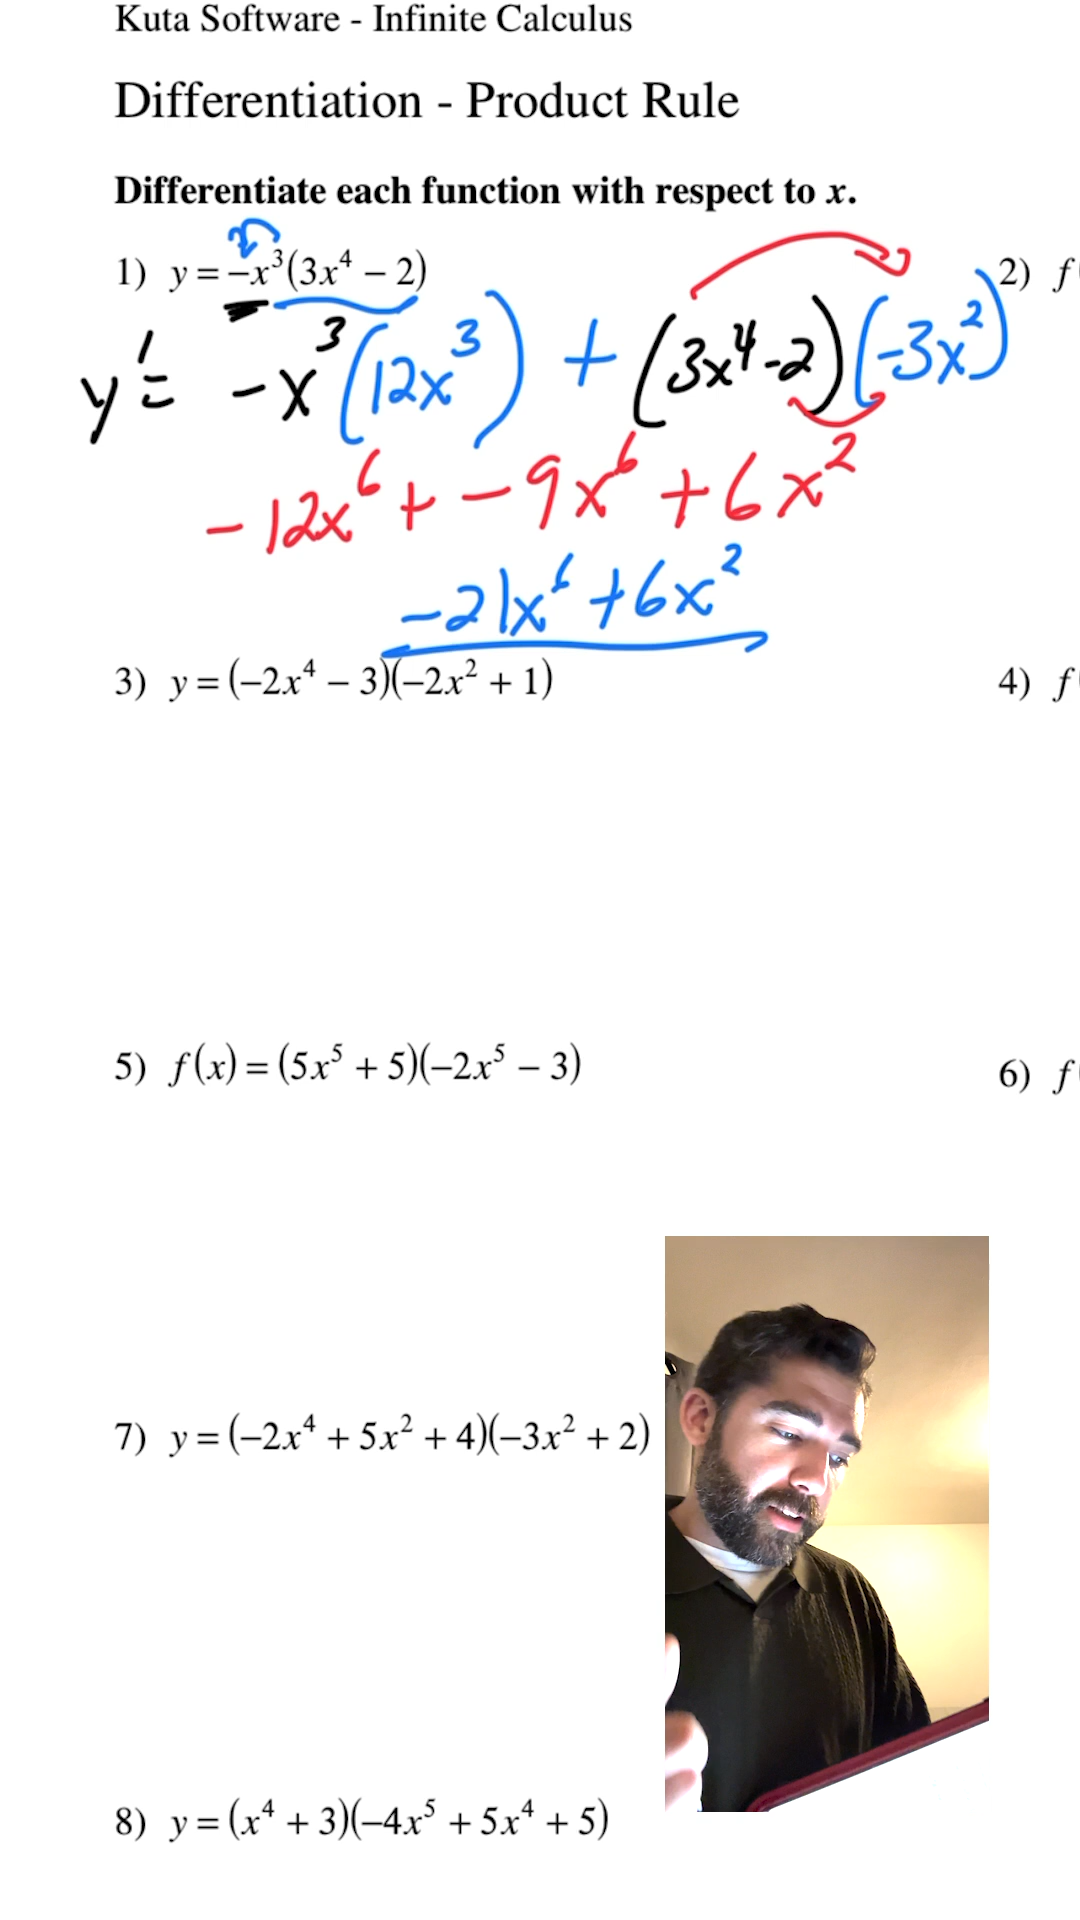 Kuta Software - Infinite Calculus
Differentiation - Product Rule
Differentiate each function with respect to x.
1) y = −x³(3x⁴ − 2)
2) f(
y' = -x³(12x³) + (3x⁴-2)(-3x²)
-12x⁶ + -9x⁶ + 6x²
-21x⁶ + 6x²
3) y = (−2x⁴ − 3)(−2x² + 1)
4) f(
5) f(x) = (5x⁵ + 5)(−2x⁵ − 3)
6) f(
7) y = (−2x⁴ + 5x² + 4)(−3x² + 2)
8) y = (x⁴ + 3)(−4x⁵ + 5x⁴ + 5)